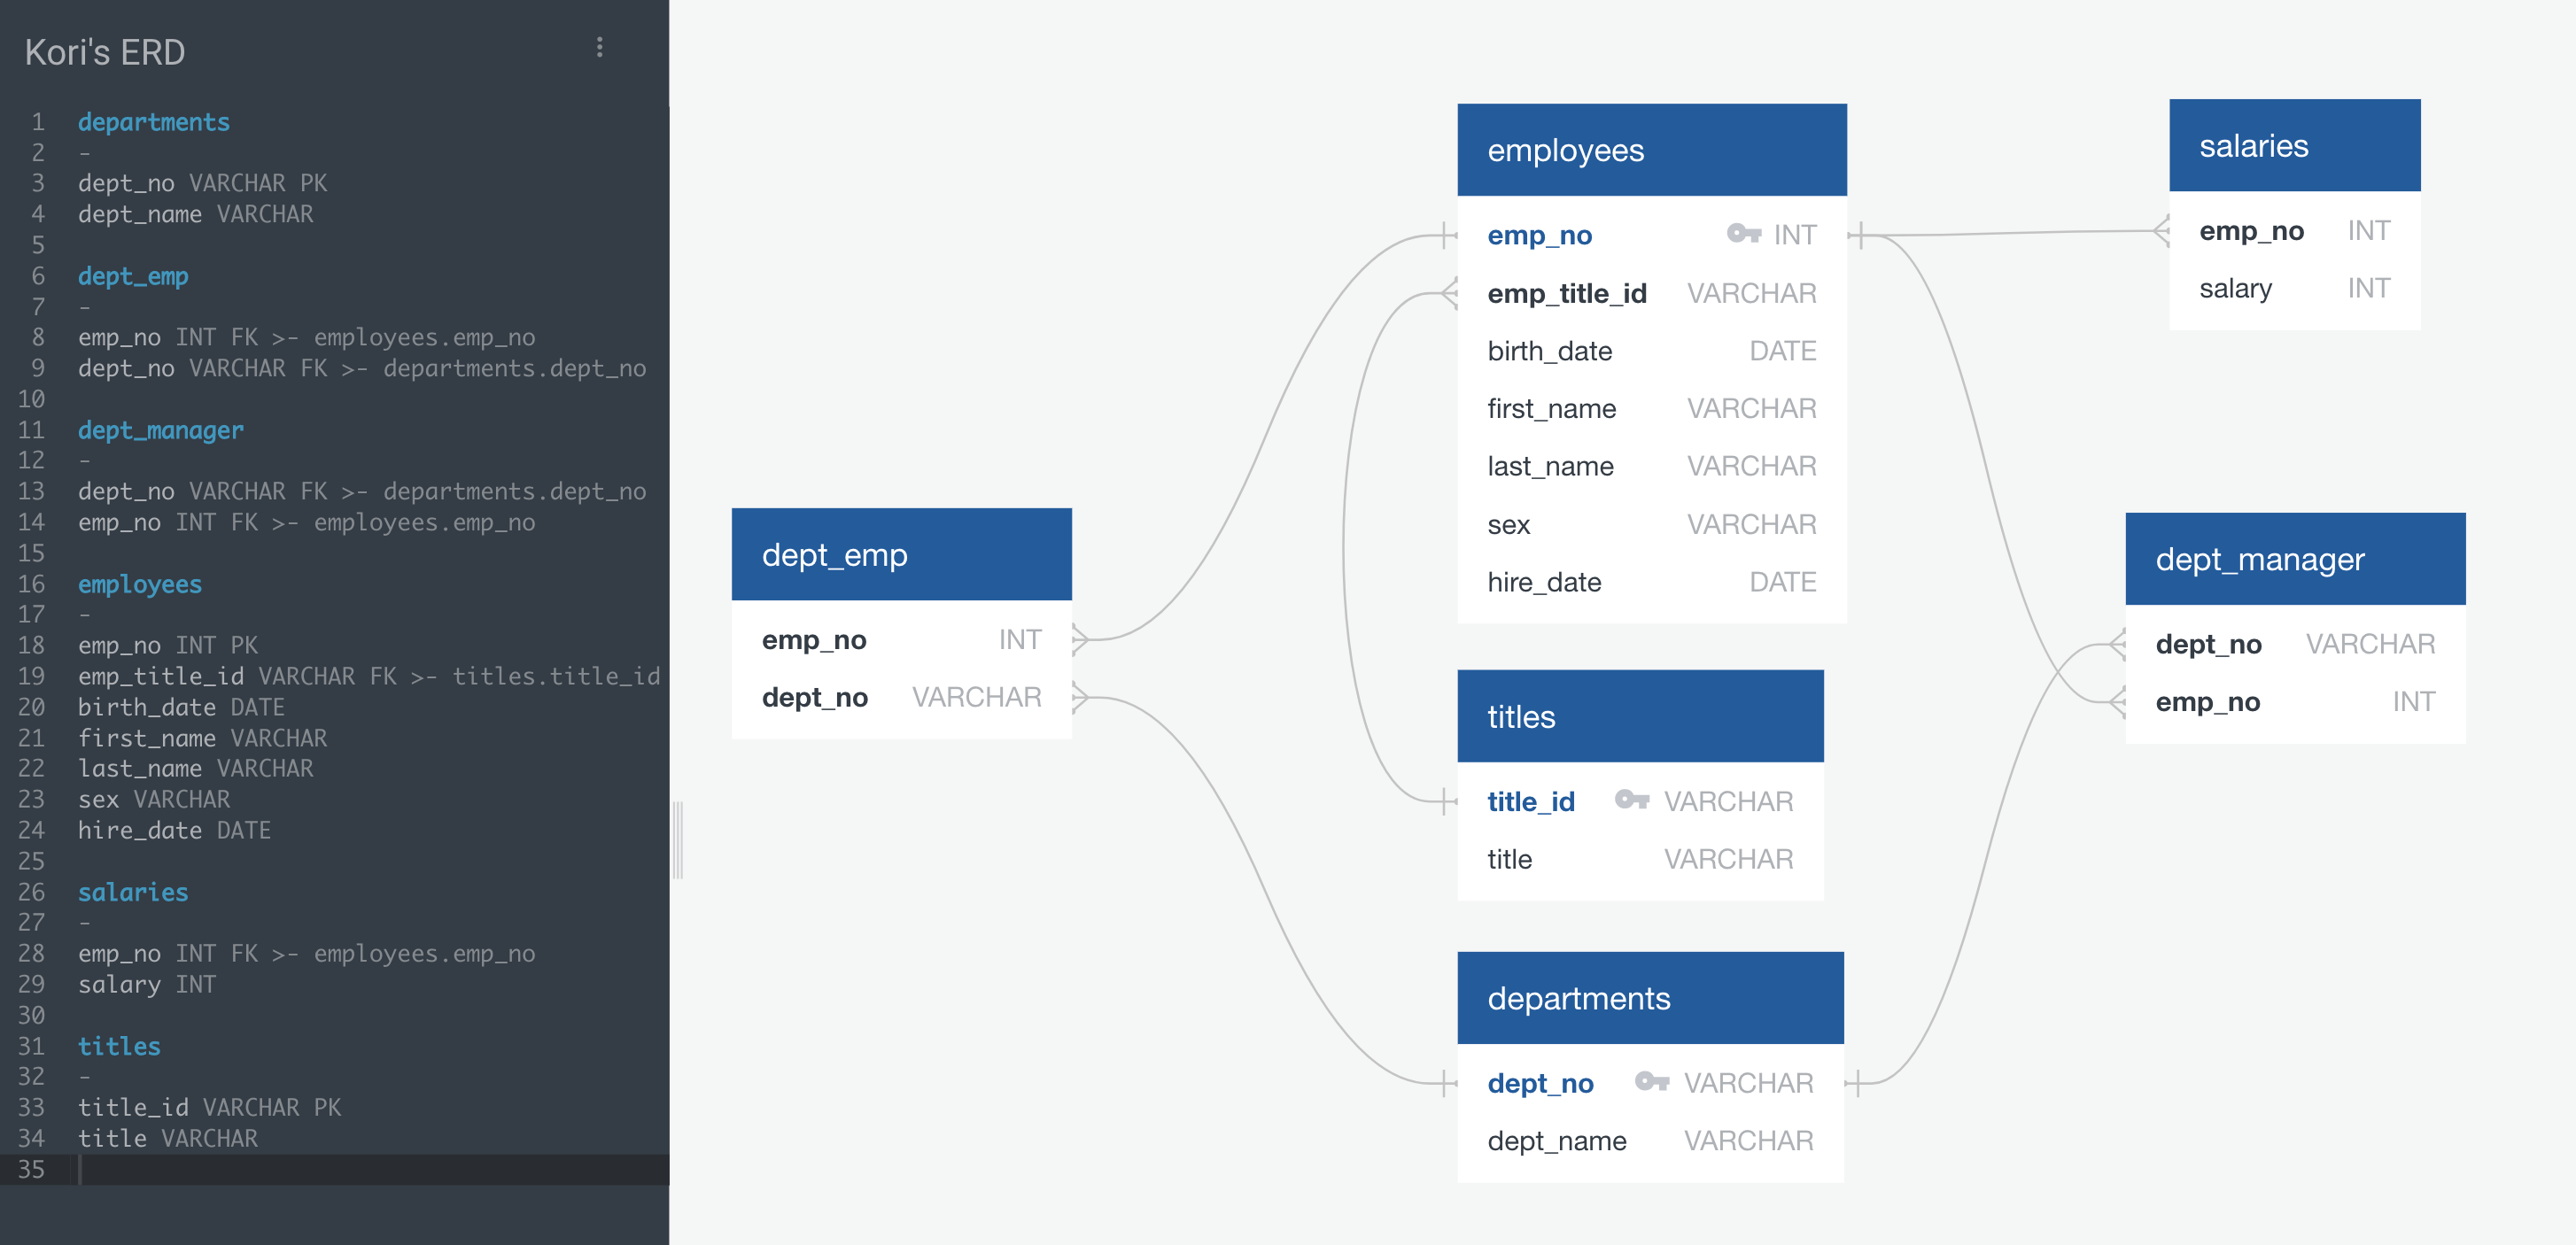 Kori's ERD
1 departments
2 -
3 dept_no VARCHAR PK
4 dept_name VARCHAR
5
6 dept_emp
7 -
8 emp_no INT FK >- employees.emp_no
9 dept_no VARCHAR FK >- departments.dept_no
10
11 dept_manager
12 -
13 dept_no VARCHAR FK >- departments.dept_no
14 emp_no INT FK >- employees.emp_no
15
16 employees
17 -
18 emp_no INT PK
19 emp_title_id VARCHAR FK >- titles.title_id
20 birth_date DATE
21 first_name VARCHAR
22 last_name VARCHAR
23 sex VARCHAR
24 hire_date DATE
25
26 salaries
27 -
28 emp_no INT FK >- employees.emp_no
29 salary INT
30
31 titles
32 -
33 title_id VARCHAR PK
34 title VARCHAR
35
dept_emp
emp_no INT
dept_no VARCHAR
employees
emp_no INT
emp_title_id VARCHAR
birth_date DATE
first_name VARCHAR
last_name VARCHAR
sex VARCHAR
hire_date DATE
titles
title_id VARCHAR
title VARCHAR
departments
dept_no VARCHAR
dept_name VARCHAR
salaries
emp_no INT
salary INT
dept_manager
dept_no VARCHAR
emp_no INT